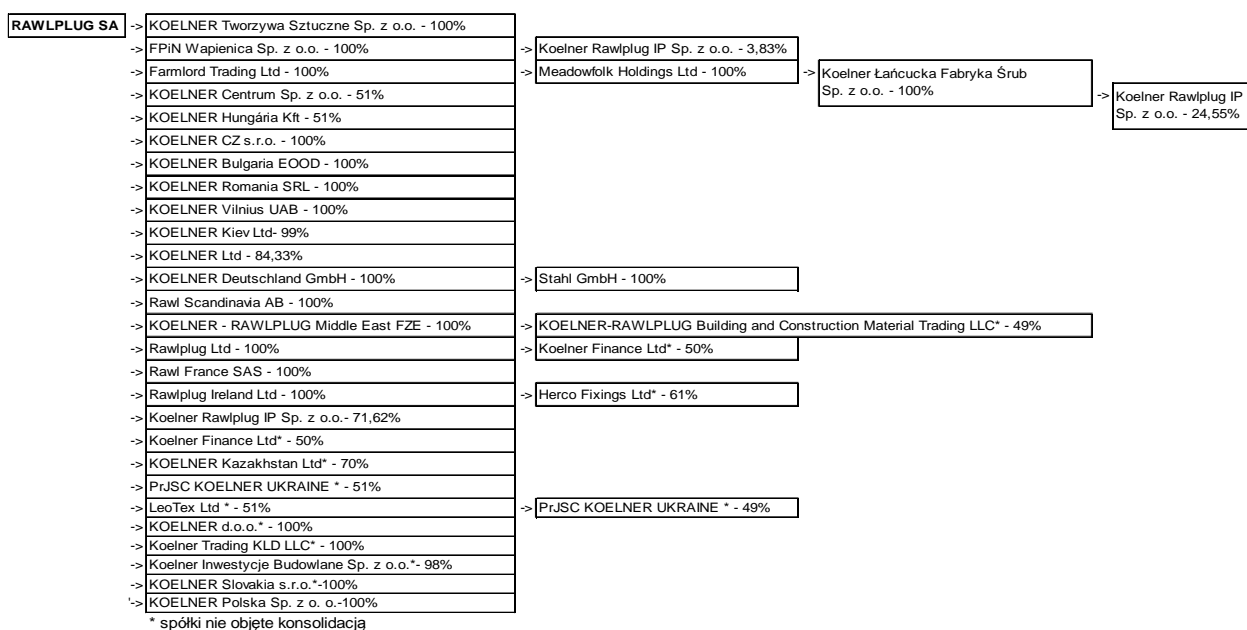 RAWLPLUG SA -> KOELNER Tworzywa Sztuczne Sp. z o.o. - 100%
-> FPiN Wapienica Sp. z o.o. - 100% -> Koelner Rawlplug IP Sp. z o.o. - 3,83%
-> Farmlord Trading Ltd - 100% -> Meadowfolk Holdings Ltd - 100% -> Koelner Łańcucka Fabryka Śrub
Sp. z o.o. - 100%
-> Koelner Rawlplug IP
Sp. z o.o. - 24,55%
-> KOELNER Centrum Sp. z o.o. - 51%
-> KOELNER Hungária Kft - 51%
-> KOELNER CZ s.r.o. - 100%
-> KOELNER Bulgaria EOOD - 100%
-> KOELNER Romania SRL - 100%
-> KOELNER Vilnius UAB - 100%
-> KOELNER Kiev Ltd- 99%
-> KOELNER Ltd - 84,33%
-> KOELNER Deutschland GmbH - 100% -> Stahl GmbH - 100%
-> Rawl Scandinavia AB - 100%
-> KOELNER - RAWLPLUG Middle East FZE - 100% -> KOELNER-RAWLPLUG Building and Construction Material Trading LLC* - 49%
-> Rawlplug Ltd - 100% -> Koelner Finance Ltd* - 50%
-> Rawl France SAS - 100%
-> Rawlplug Ireland Ltd - 100% -> Herco Fixings Ltd* - 61%
-> Koelner Rawlplug IP Sp. z o.o.- 71,62%
-> Koelner Finance Ltd* - 50%
-> KOELNER Kazakhstan Ltd* - 70%
-> PrJSC KOELNER UKRAINE * - 51%
-> LeoTex Ltd * - 51% -> PrJSC KOELNER UKRAINE * - 49%
-> KOELNER d.o.o.* - 100%
-> Koelner Trading KLD LLC* - 100%
-> Koelner Inwestycje Budowlane Sp. z o.o.*- 98%
-> KOELNER Slovakia s.r.o.*-100%
'-> KOELNER Polska Sp. z o. o.-100%
* spółki nie objęte konsolidacją